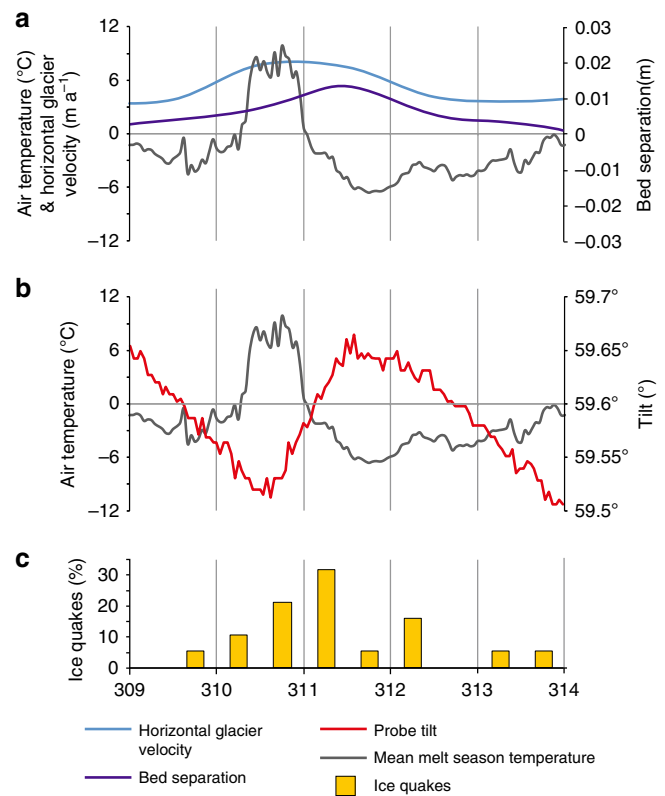 a
Air temperature (°C)
& horizontal glacier
velocity (m a⁻¹)
12
6
0
−6
−12
0.03
0.02
0.01
0
−0.01
−0.02
−0.03
Bed separation(m)
b
Air temperature (°C)
12
6
0
−6
−12
59.7°
59.65°
59.6°
59.55°
59.5°
Tilt (°)
c
Ice quakes (%)
30
20
10
0
309
310
311
312
313
314
Horizontal glacier
velocity
Bed separation
Probe tilt
Mean melt season temperature
Ice quakes